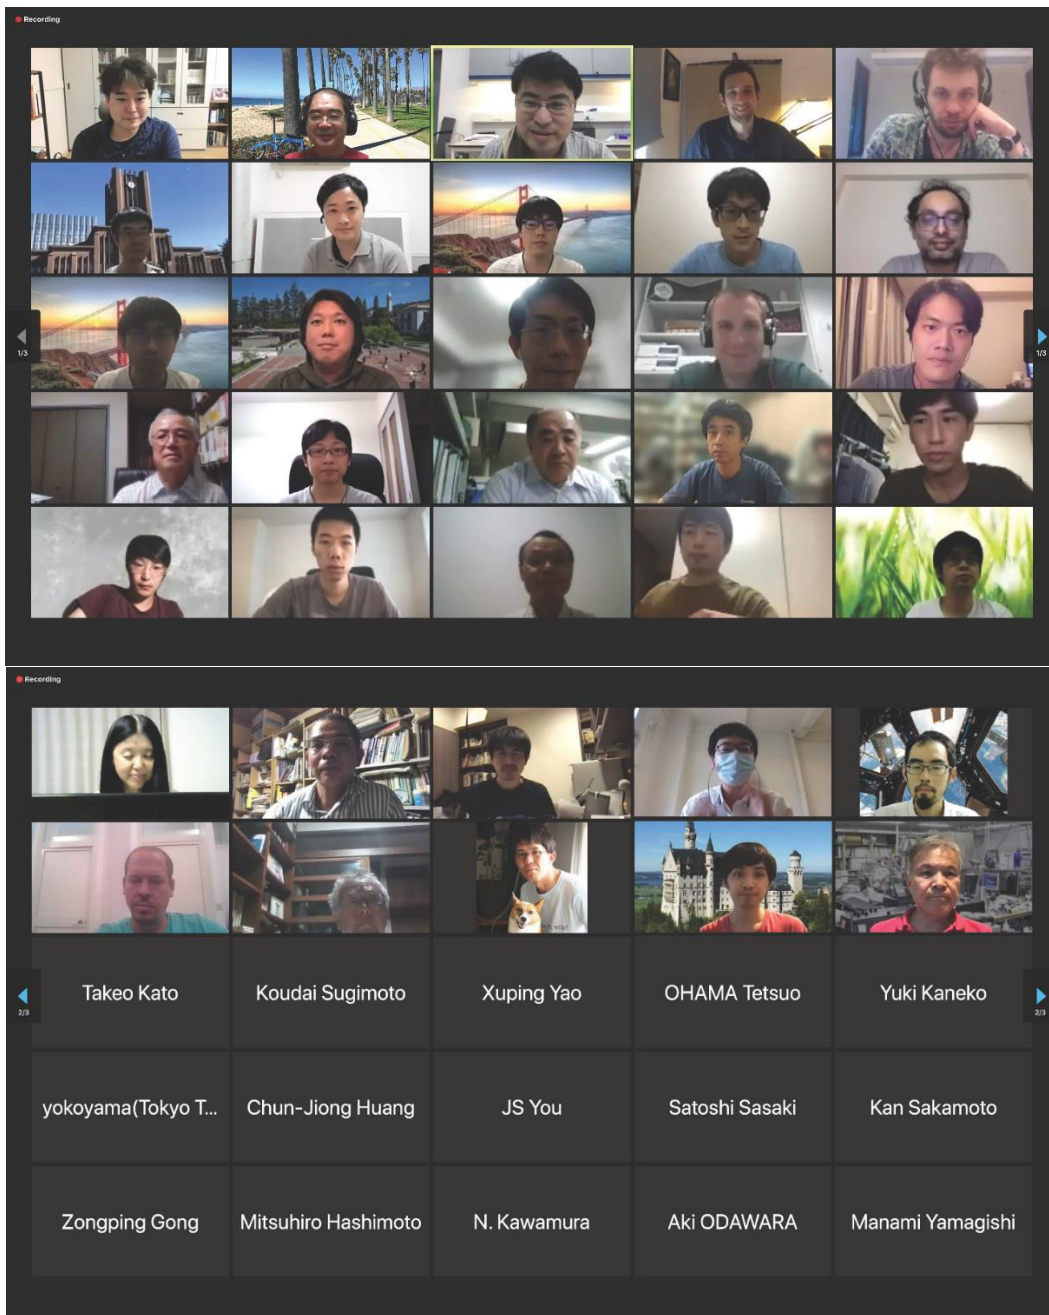 Recording
1/3
1/3
Recording
Takeo Kato
Koudai Sugimoto
Xuping Yao
OHAMA Tetsuo
Yuki Kaneko
2/3
2/3
yokoyama(Tokyo T...
Chun-Jiong Huang
JS You
Satoshi Sasaki
Kan Sakamoto
Zongping Gong
Mitsuhiro Hashimoto
N. Kawamura
Aki ODAWARA
Manami Yamagishi